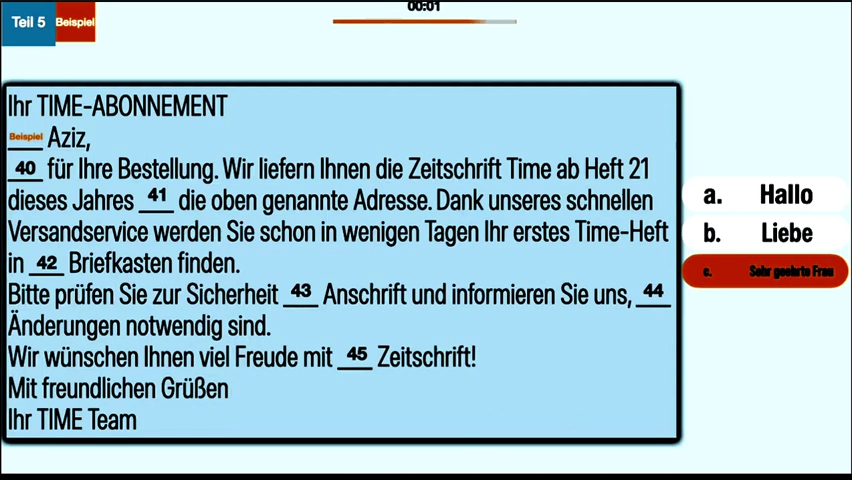 Teil 5
Beispiel
00:01
Ihr TIME-ABONNEMENT
Beispiel Aziz,
40 für Ihre Bestellung. Wir liefern Ihnen die Zeitschrift Time ab Heft 21
dieses Jahres 41 die oben genannte Adresse. Dank unseres schnellen
Versandservice werden Sie schon in wenigen Tagen Ihr erstes Time-Heft
in 42 Briefkasten finden.
Bitte prüfen Sie zur Sicherheit 43 Anschrift und informieren Sie uns, 44
Änderungen notwendig sind.
Wir wünschen Ihnen viel Freude mit 45 Zeitschrift!
Mit freundlichen Grüßen
Ihr TIME Team
a. Hallo
b. Liebe
c. Sehr geehrte Frau